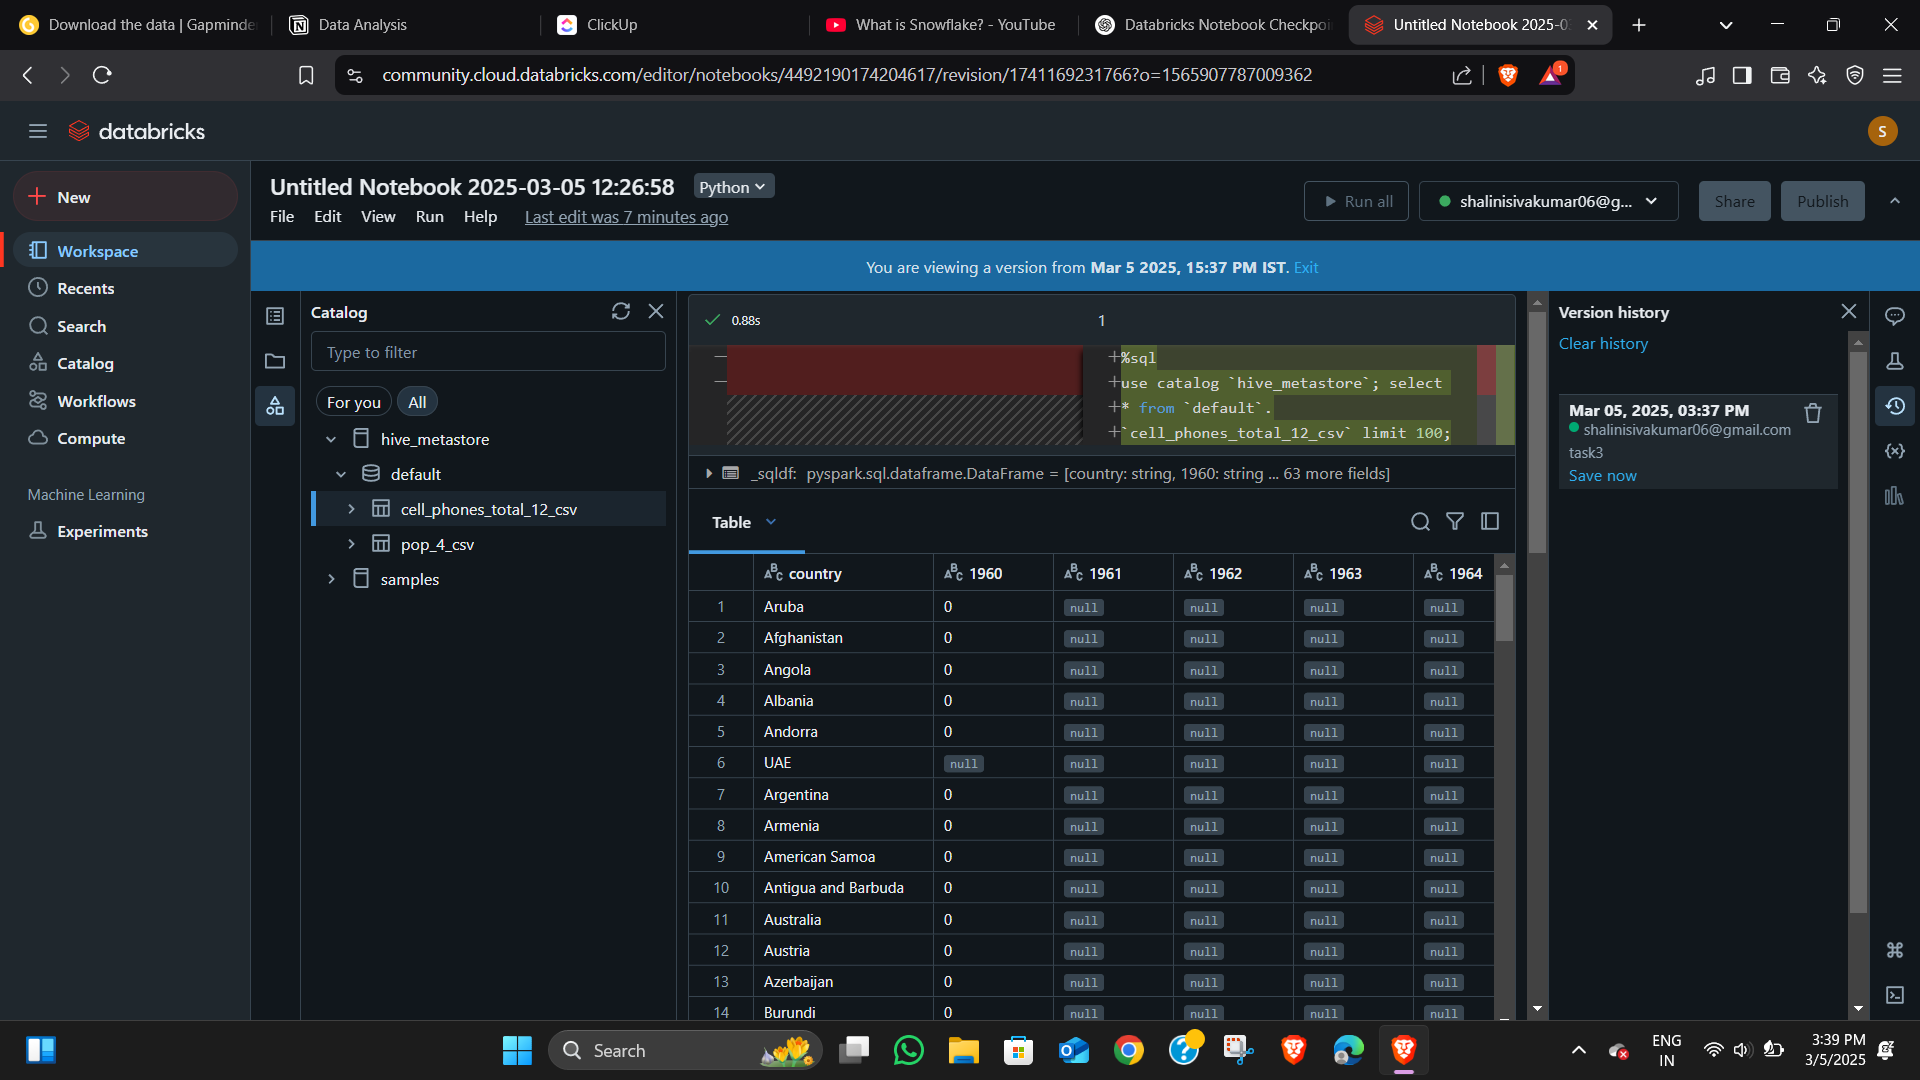 Download the data | Gapminde
Data Analysis
ClickUp
What is Snowflake? - YouTube
Databricks Notebook Checkpoi
Untitled Notebook 2025-0
community.cloud.databricks.com/editor/notebooks/4492190174204617/revision/1741169231766?o=1565907787009362
1
databricks
S
New
Workspace
Recents
Search
Catalog
Workflows
Compute
Machine Learning
Experiments
Untitled Notebook 2025-03-05 12:26:58
Python
File Edit View Run Help Last edit was 7 minutes ago
Run all
shalinisivakumar06@g...
Share
Publish
You are viewing a version from Mar 5 2025, 15:37 PM IST. Exit
Catalog
Type to filter
For you
All
hive_metastore
default
cell_phones_total_12_csv
pop_4_csv
samples
0.88s
1
+%sql
+use catalog `hive_metastore`; select
+* from `default`.
+`cell_phones_total_12_csv` limit 100;
_sqldf: pyspark.sql.dataframe.DataFrame = [country: string, 1960: string ... 63 more fields]
Table
ABC country ABC 1960 ABC 1961 ABC 1962 ABC 1963 ABC 1964
1 Aruba 0 null null null null
2 Afghanistan 0 null null null null
3 Angola 0 null null null null
4 Albania 0 null null null null
5 Andorra 0 null null null null
6 UAE null null null null null
7 Argentina 0 null null null null
8 Armenia 0 null null null null
9 American Samoa 0 null null null null
10 Antigua and Barbuda 0 null null null null
11 Australia 0 null null null null
12 Austria 0 null null null null
13 Azerbaijan 0 null null null null
14 Burundi 0 null null null null
Version history
Clear history
Mar 05, 2025, 03:37 PM
shalinisivakumar06@gmail.com
task3
Save now
Search
ENG
IN
3:39 PM
3/5/2025